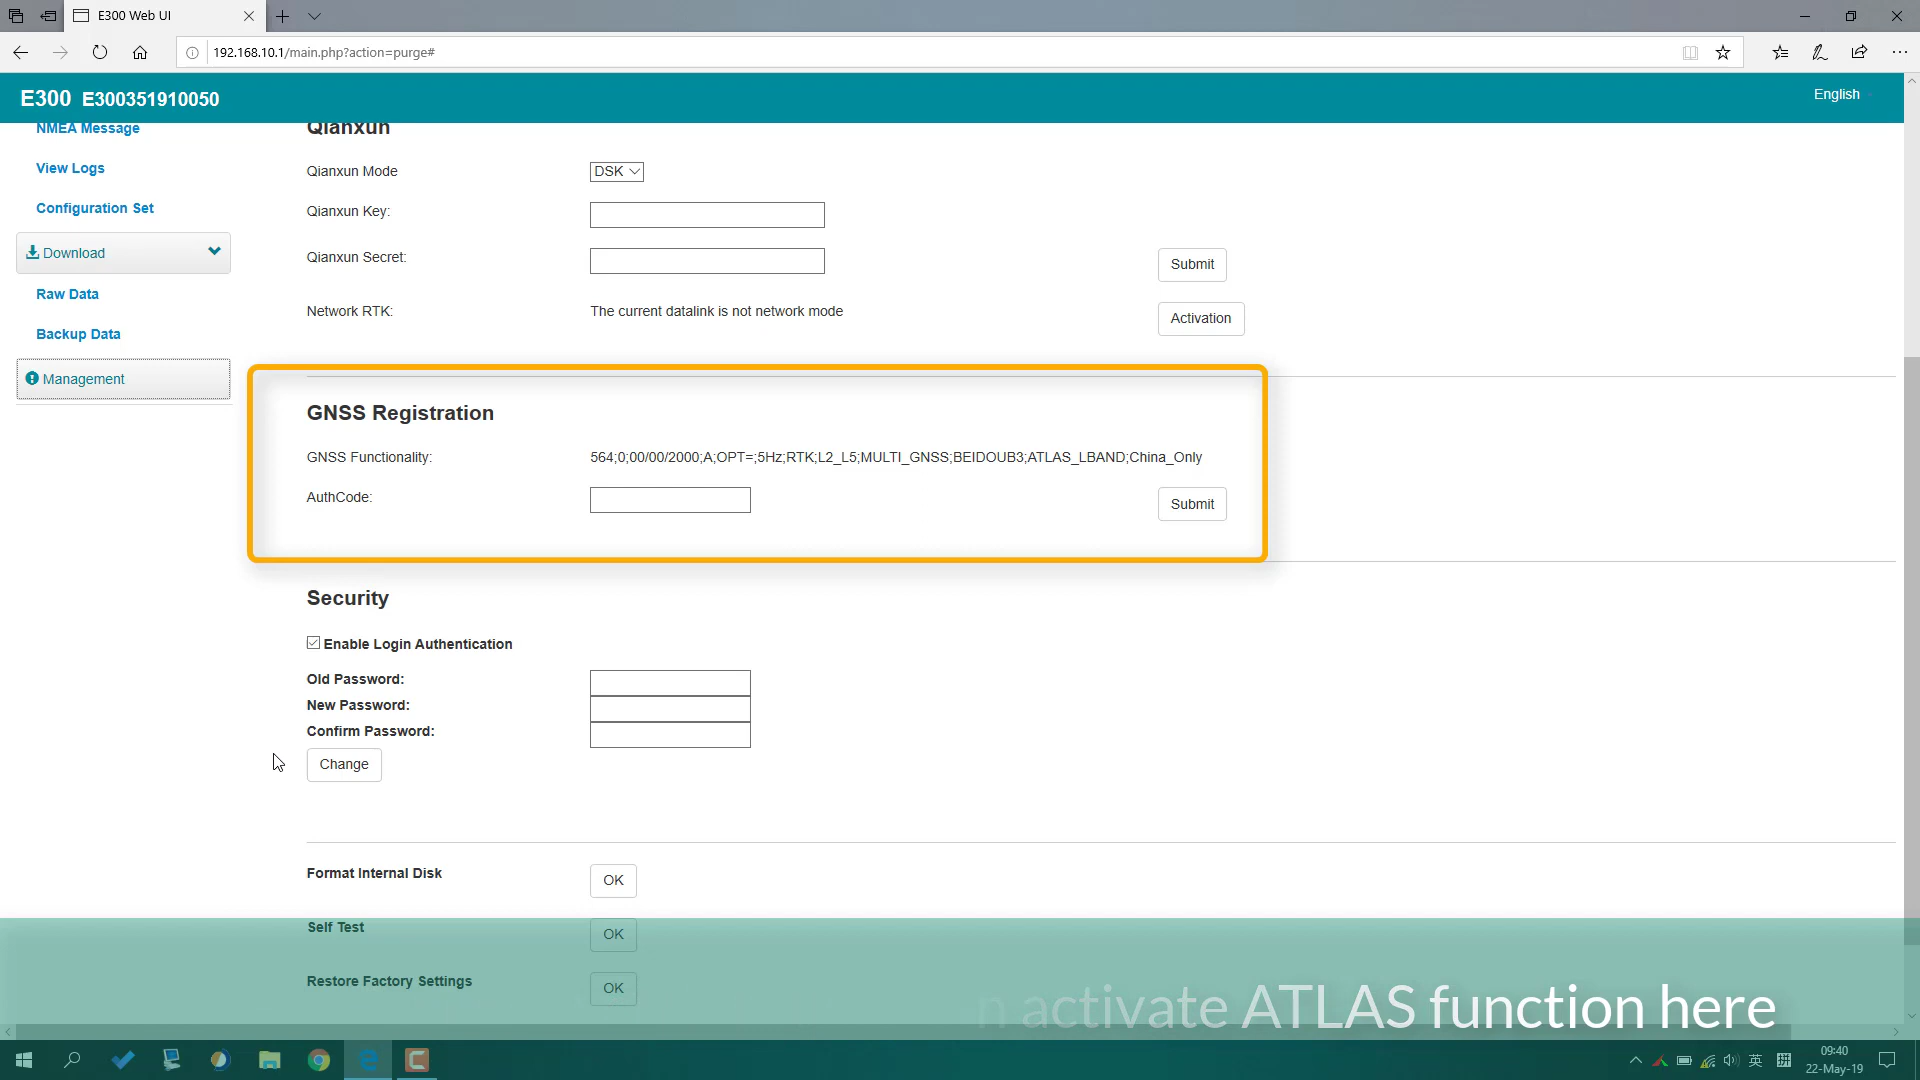 E300 Web UI
192.168.10.1/main.php?action=purge#
E300 E300351910050
English
NMEA Message
View Logs
Configuration Set
Download
Raw Data
Backup Data
Management
Qianxun
Qianxun Mode
DSK
Qianxun Key:
Qianxun Secret:
Submit
Network RTK:
The current datalink is not network mode
Activation
GNSS Registration
GNSS Functionality:
564;0;00/00/2000;A;OPT=;5Hz;RTK;L2_L5;MULTI_GNSS;BEIDOUB3;ATLAS_LBAND;China_Only
AuthCode:
Submit
Security
Enable Login Authentication
Old Password:
New Password:
Confirm Password:
Change
Format Internal Disk
OK
Self Test
OK
Restore Factory Settings
OK
n activate ATLAS function here
英
09:40
22-May-19